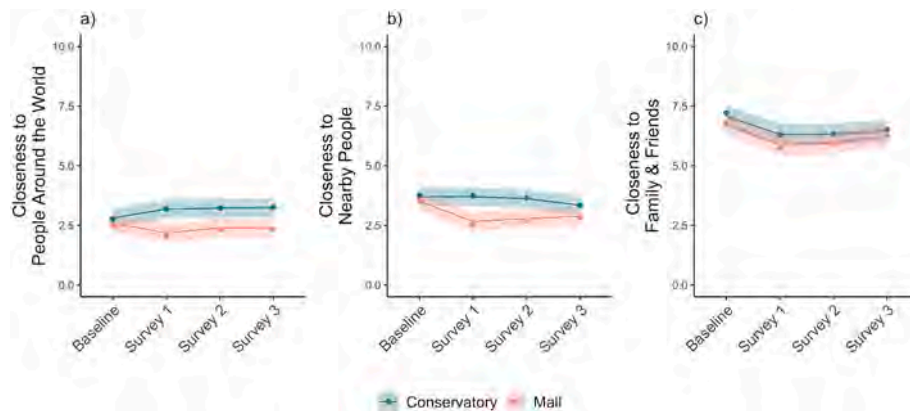 a)
Closeness to
People Around the World
10.0
7.5
5.0
2.5
0.0
Baseline
Survey 1
Survey 2
Survey 3
b)
Closeness to
Nearby People
10.0
7.5
5.0
2.5
0.0
Baseline
Survey 1
Survey 2
Survey 3
c)
Closeness to
Family & Friends
10.0
7.5
5.0
2.5
0.0
Baseline
Survey 1
Survey 2
Survey 3
Conservatory
Mall